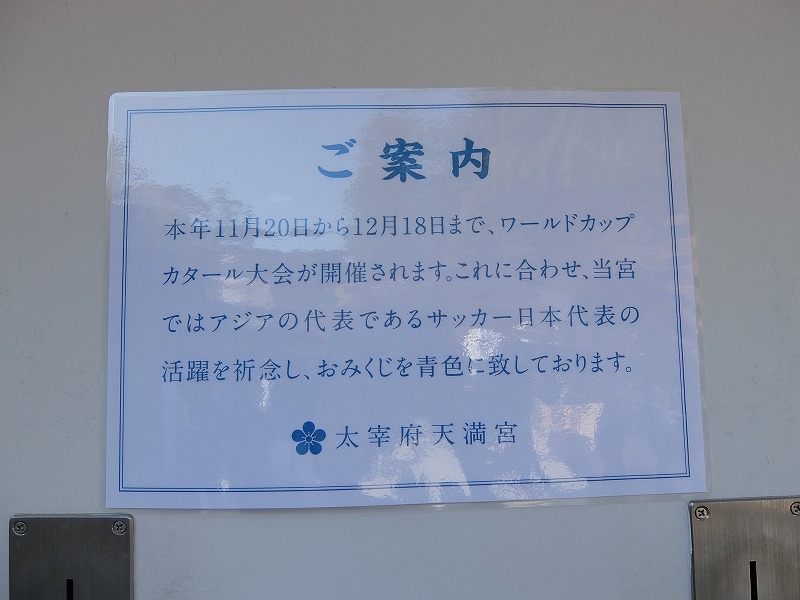 ご案内
本年11月20日から12月18日まで、ワールドカップ
カタール大会が開催されます。これに合わせ、当宮
ではアジアの代表であるサッカー日本代表の
活躍を祈念し、おみくじを青色に致しております。
太宰府天満宮